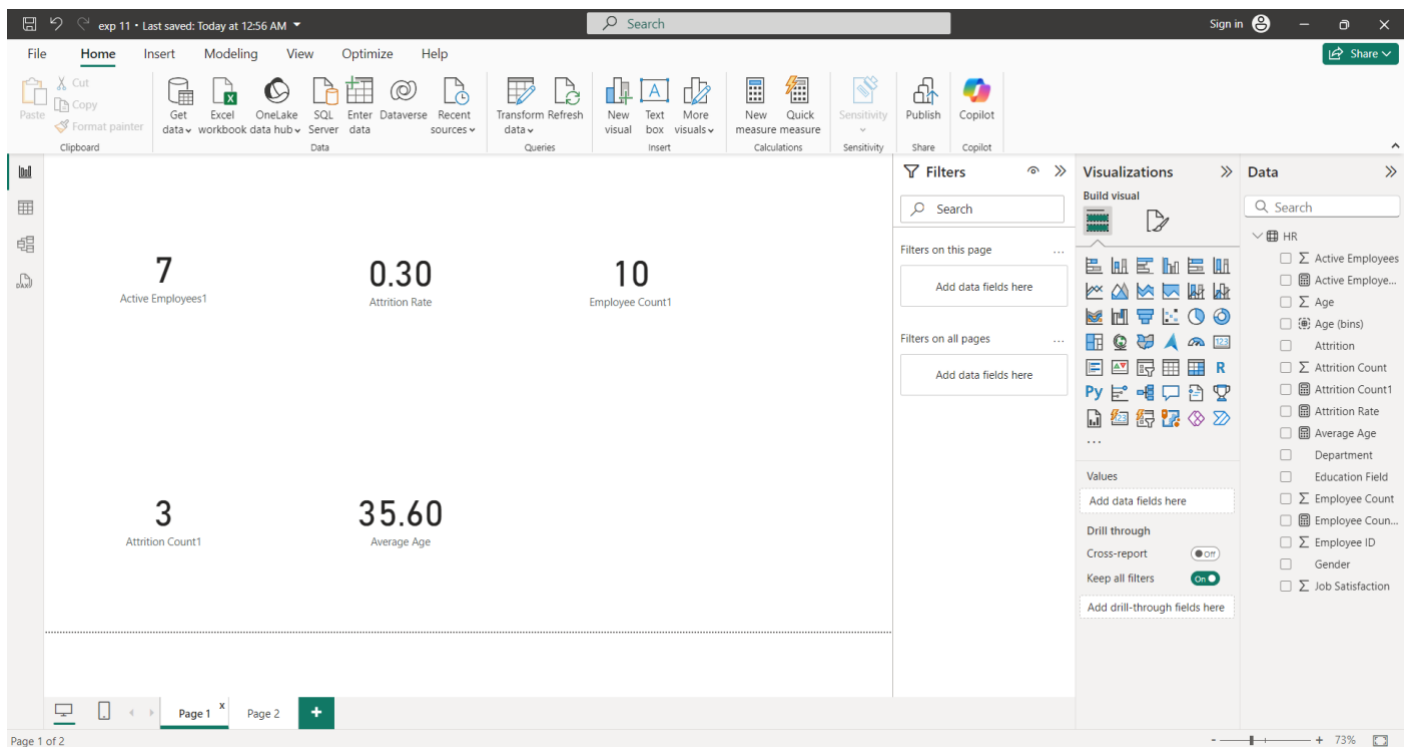 exp 11 • Last saved: Today at 12:56 AM
Search
Sign in
File Home Insert Modeling View Optimize Help
Share
Paste
Cut
Copy
Format painter
Clipboard
Get data
Excel workbook
OneLake data hub
SQL Server
Enter data
Dataverse
Recent sources
Data
Transform data
Refresh
Queries
New visual
Text box
More visuals
Insert
New measure
Quick measure
Calculations
Sensitivity
Sensitivity
Publish
Share
Copilot
Copilot
7
Active Employees1
0.30
Attrition Rate
10
Employee Count1
3
Attrition Count1
35.60
Average Age
Filters
Search
Filters on this page
...
Add data fields here
Filters on all pages
...
Add data fields here
Visualizations
Build visual
123
R
Py
...
Values
Add data fields here
Drill through
Cross-report
Off
Keep all filters
On
Add drill-through fields here
Data
Search
HR
Active Employees
Active Employe...
Age
Age (bins)
Attrition
Attrition Count
Attrition Count1
Attrition Rate
Average Age
Department
Education Field
Employee Count
Employee Coun...
Employee ID
Gender
Job Satisfaction
Page 1
Page 2
Page 1 of 2
73%